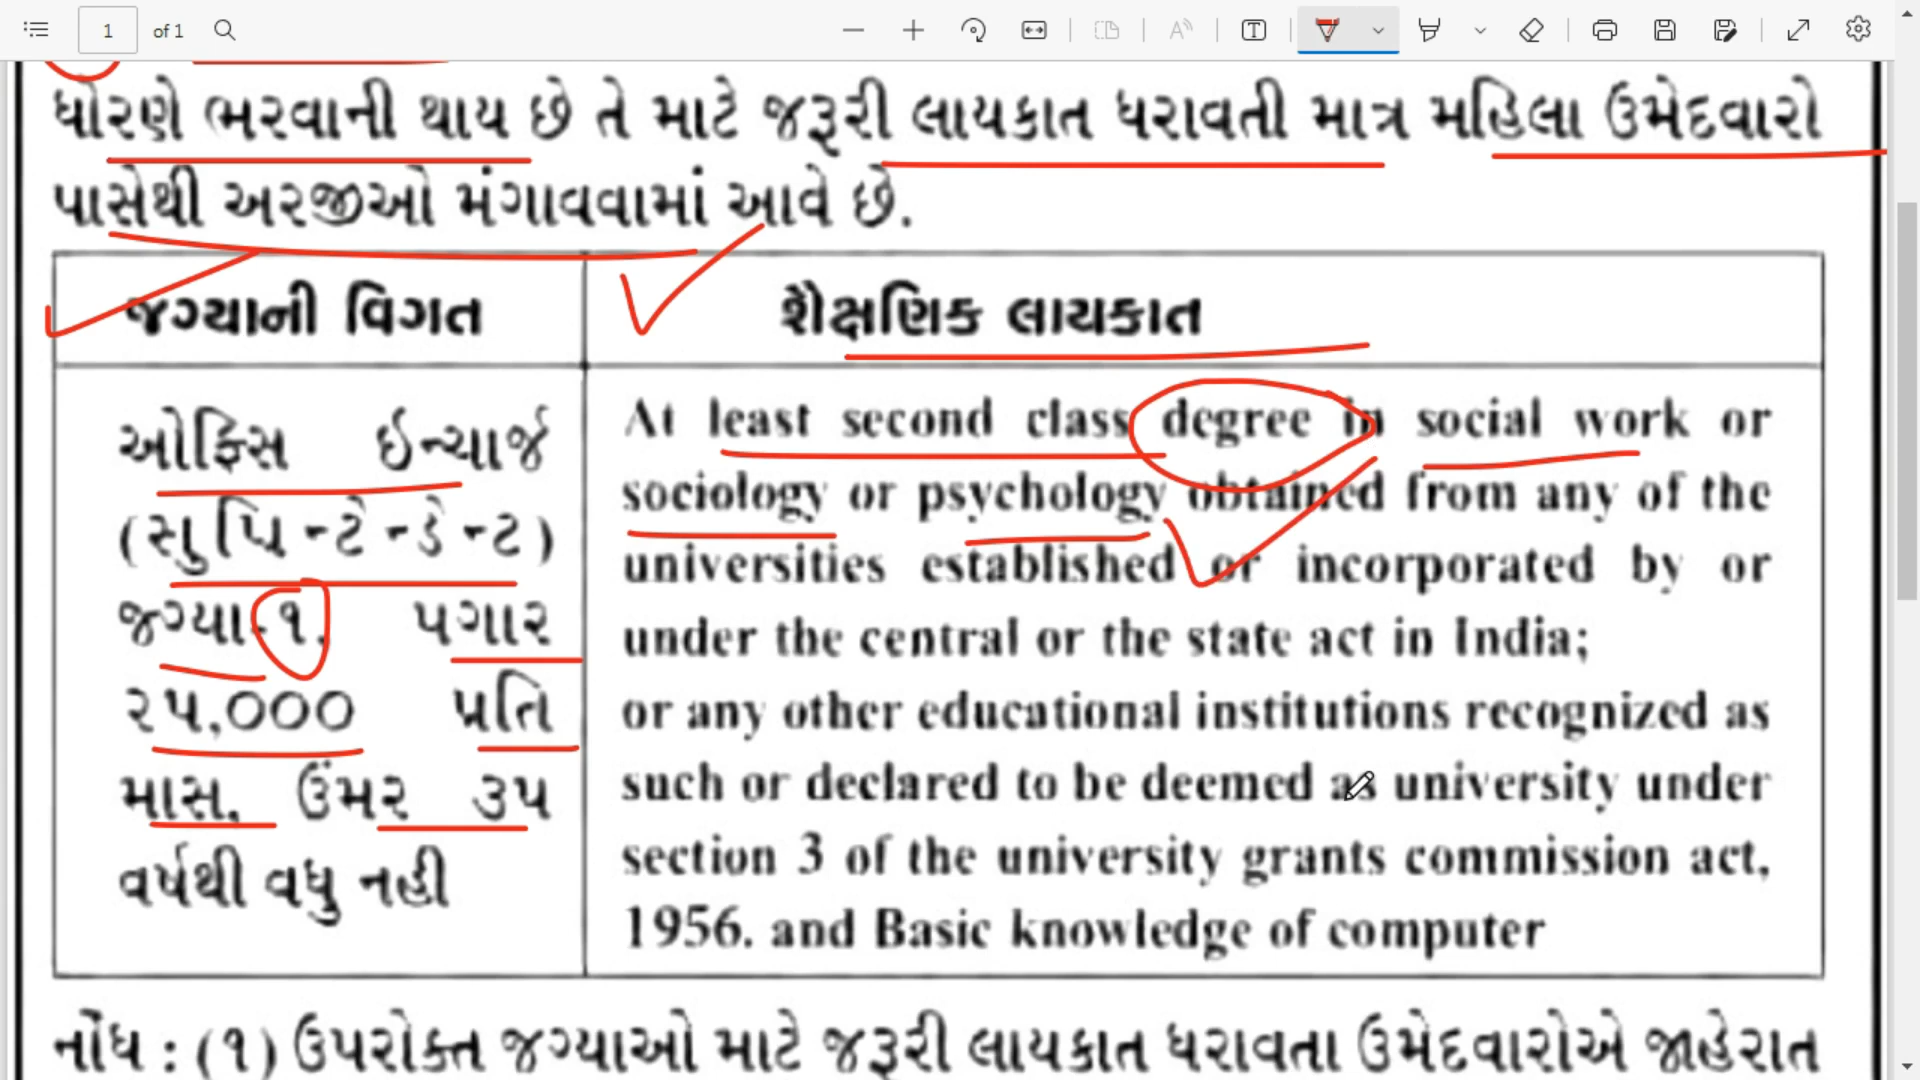 1 of 1
ધોરણે ભરવાની થાય છે તે માટે જરૂરી લાયકાત ધરાવતી માત્ર મહિલા ઉમેદવારો
પાસેથી અરજીઓ મંગાવવામાં આવે છે.
જગ્યાની વિગત
શૈક્ષણિક લાયકાત
ઓફિસ ઇન્ચાર્જ
(સુપિન્ટેન્ડેન્ટ)
જગ્યા-૧, પગાર
૨૫,૦૦૦ પ્રતિ
માસ, ઉંમર ૩૫
વર્ષથી વધુ નહી
At least second class degree in social work or
sociology or psychology obtained from any of the
universities established or incorporated by or
under the central or the state act in India;
or any other educational institutions recognized as
such or declared to be deemed as university under
section 3 of the university grants commission act,
1956. and Basic knowledge of computer
નોંધ : (૧) ઉપરોક્ત જગ્યાઓ માટે જરૂરી લાયકાત ધરાવતા ઉમેદવારોએ જાહેરાત